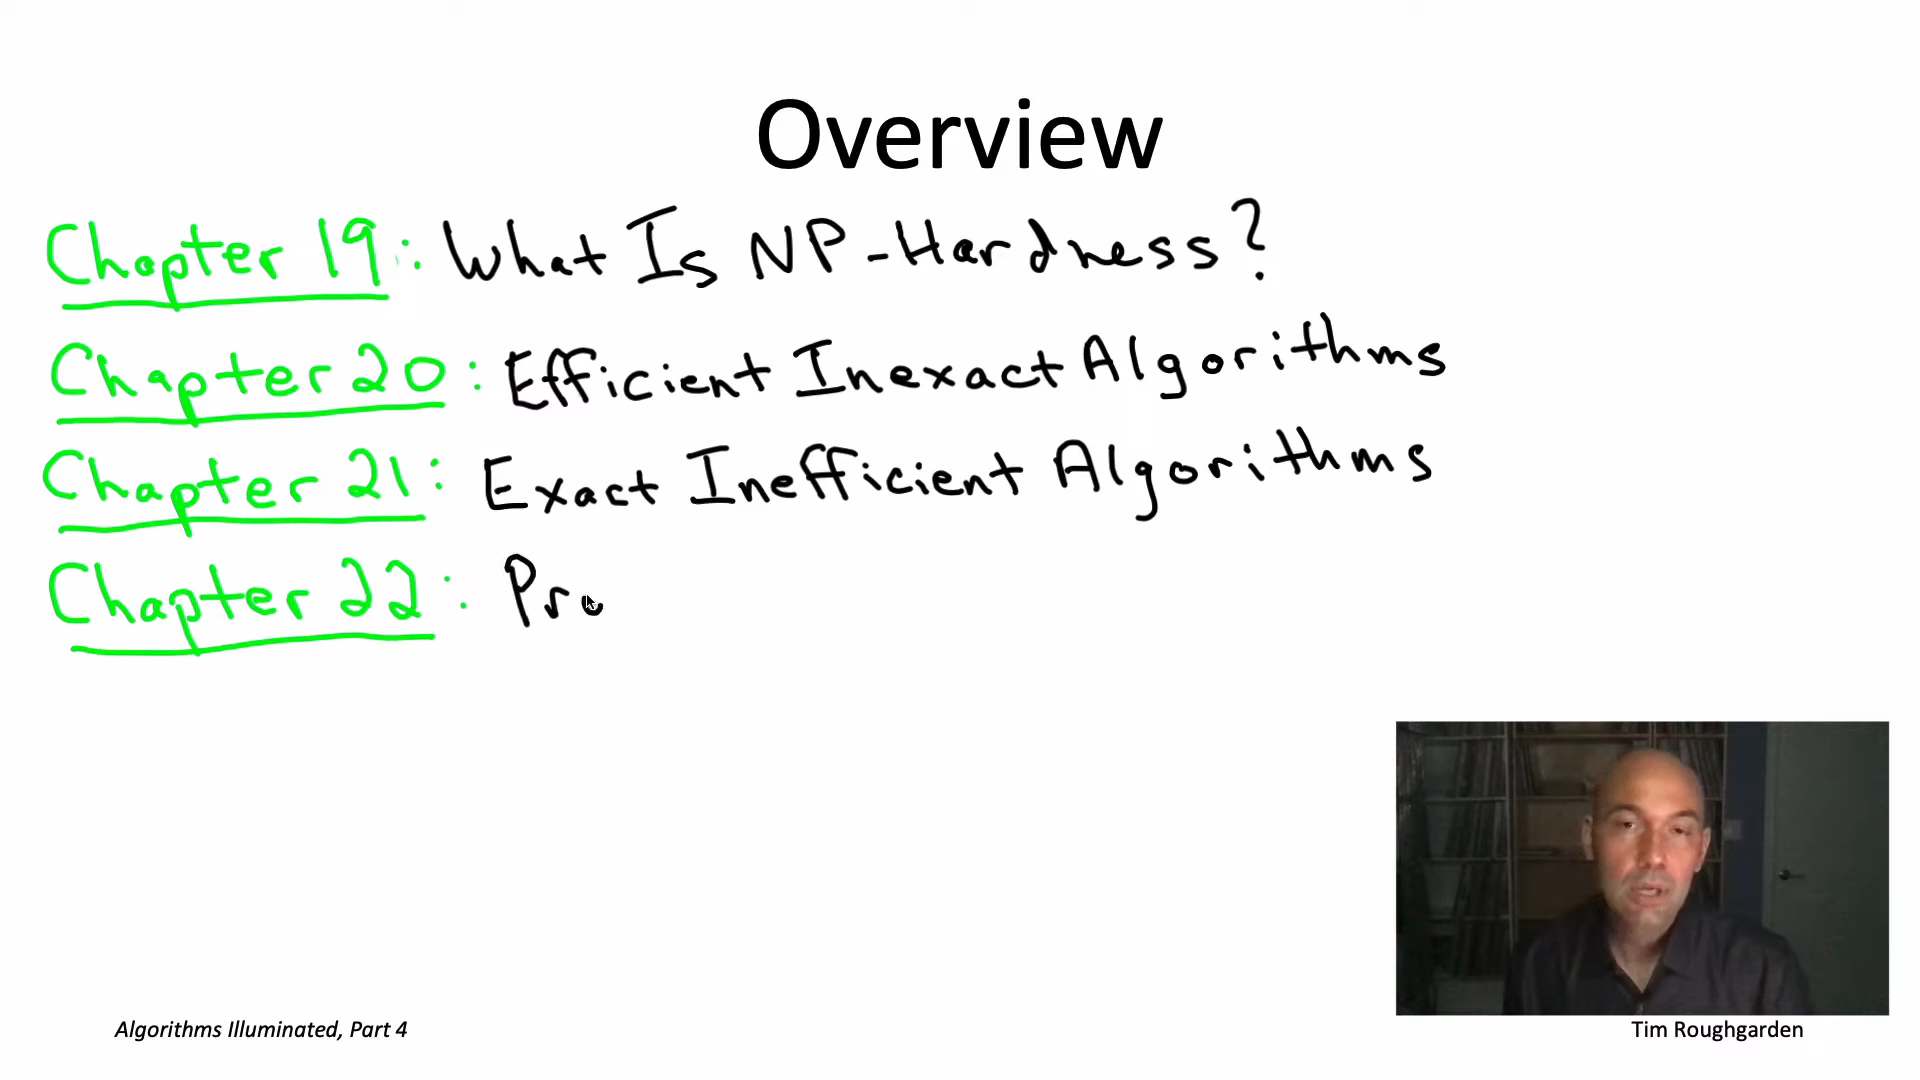 Overview
Chapter 19: What Is NP-Hardness?
Chapter 20: Efficient Inexact Algorithms
Chapter 21: Exact Inefficient Algorithms
Chapter 22: Pro
Algorithms Illuminated, Part 4
Tim Roughgarden